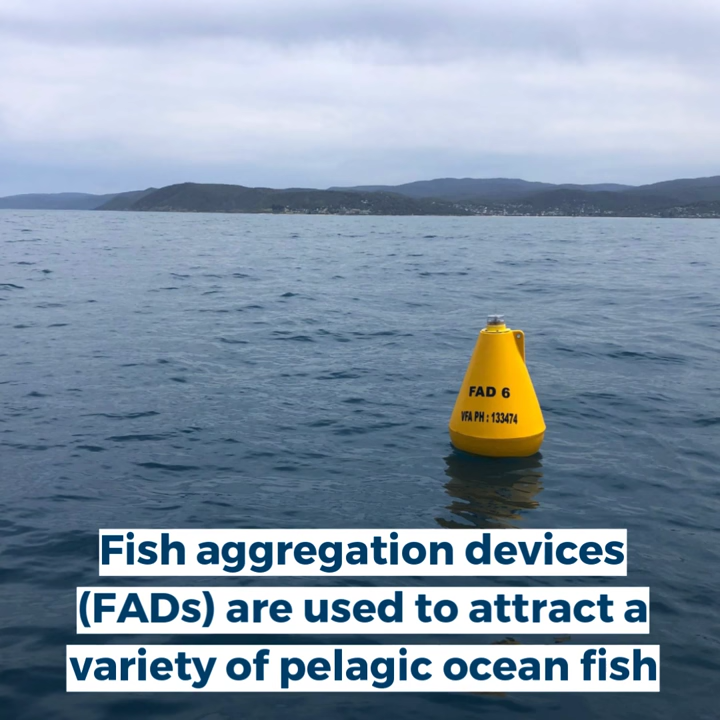 FAD 6
VFA PH : 133474
Fish aggregation devices
(FADs) are used to attract a
variety of pelagic ocean fish